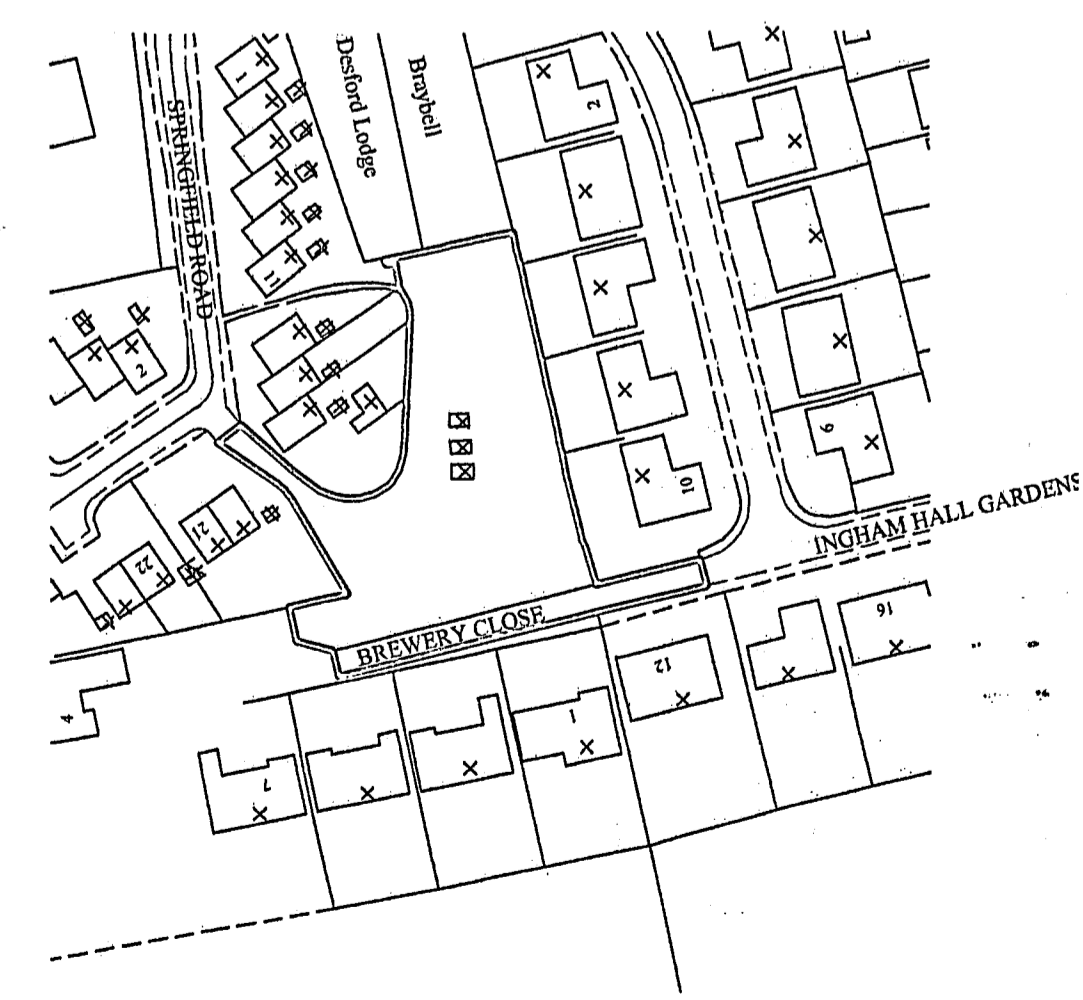 1
Desford Lodge
Braybell
2
SPRINGFIELD ROAD
11
2
10
9
INGHAM HALL GARDENS
21
22
BREWERY CLOSE
12
16
4
1
7